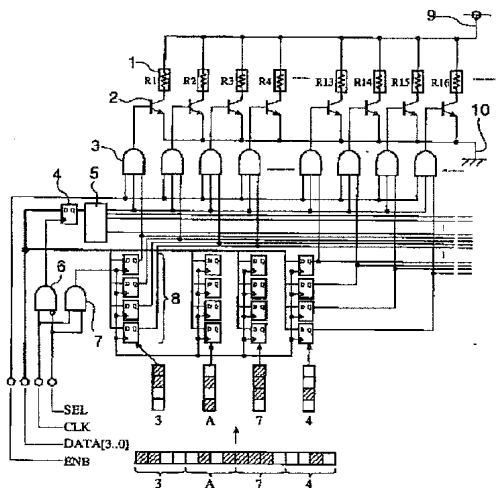 9
1
R1 R2 R3 R4 R13 R14 R15 R16
2
10
3
4 5
6
8
7
3 A 7 4
SEL
CLK
DATA[3..0]
ENB
3 A 7 4